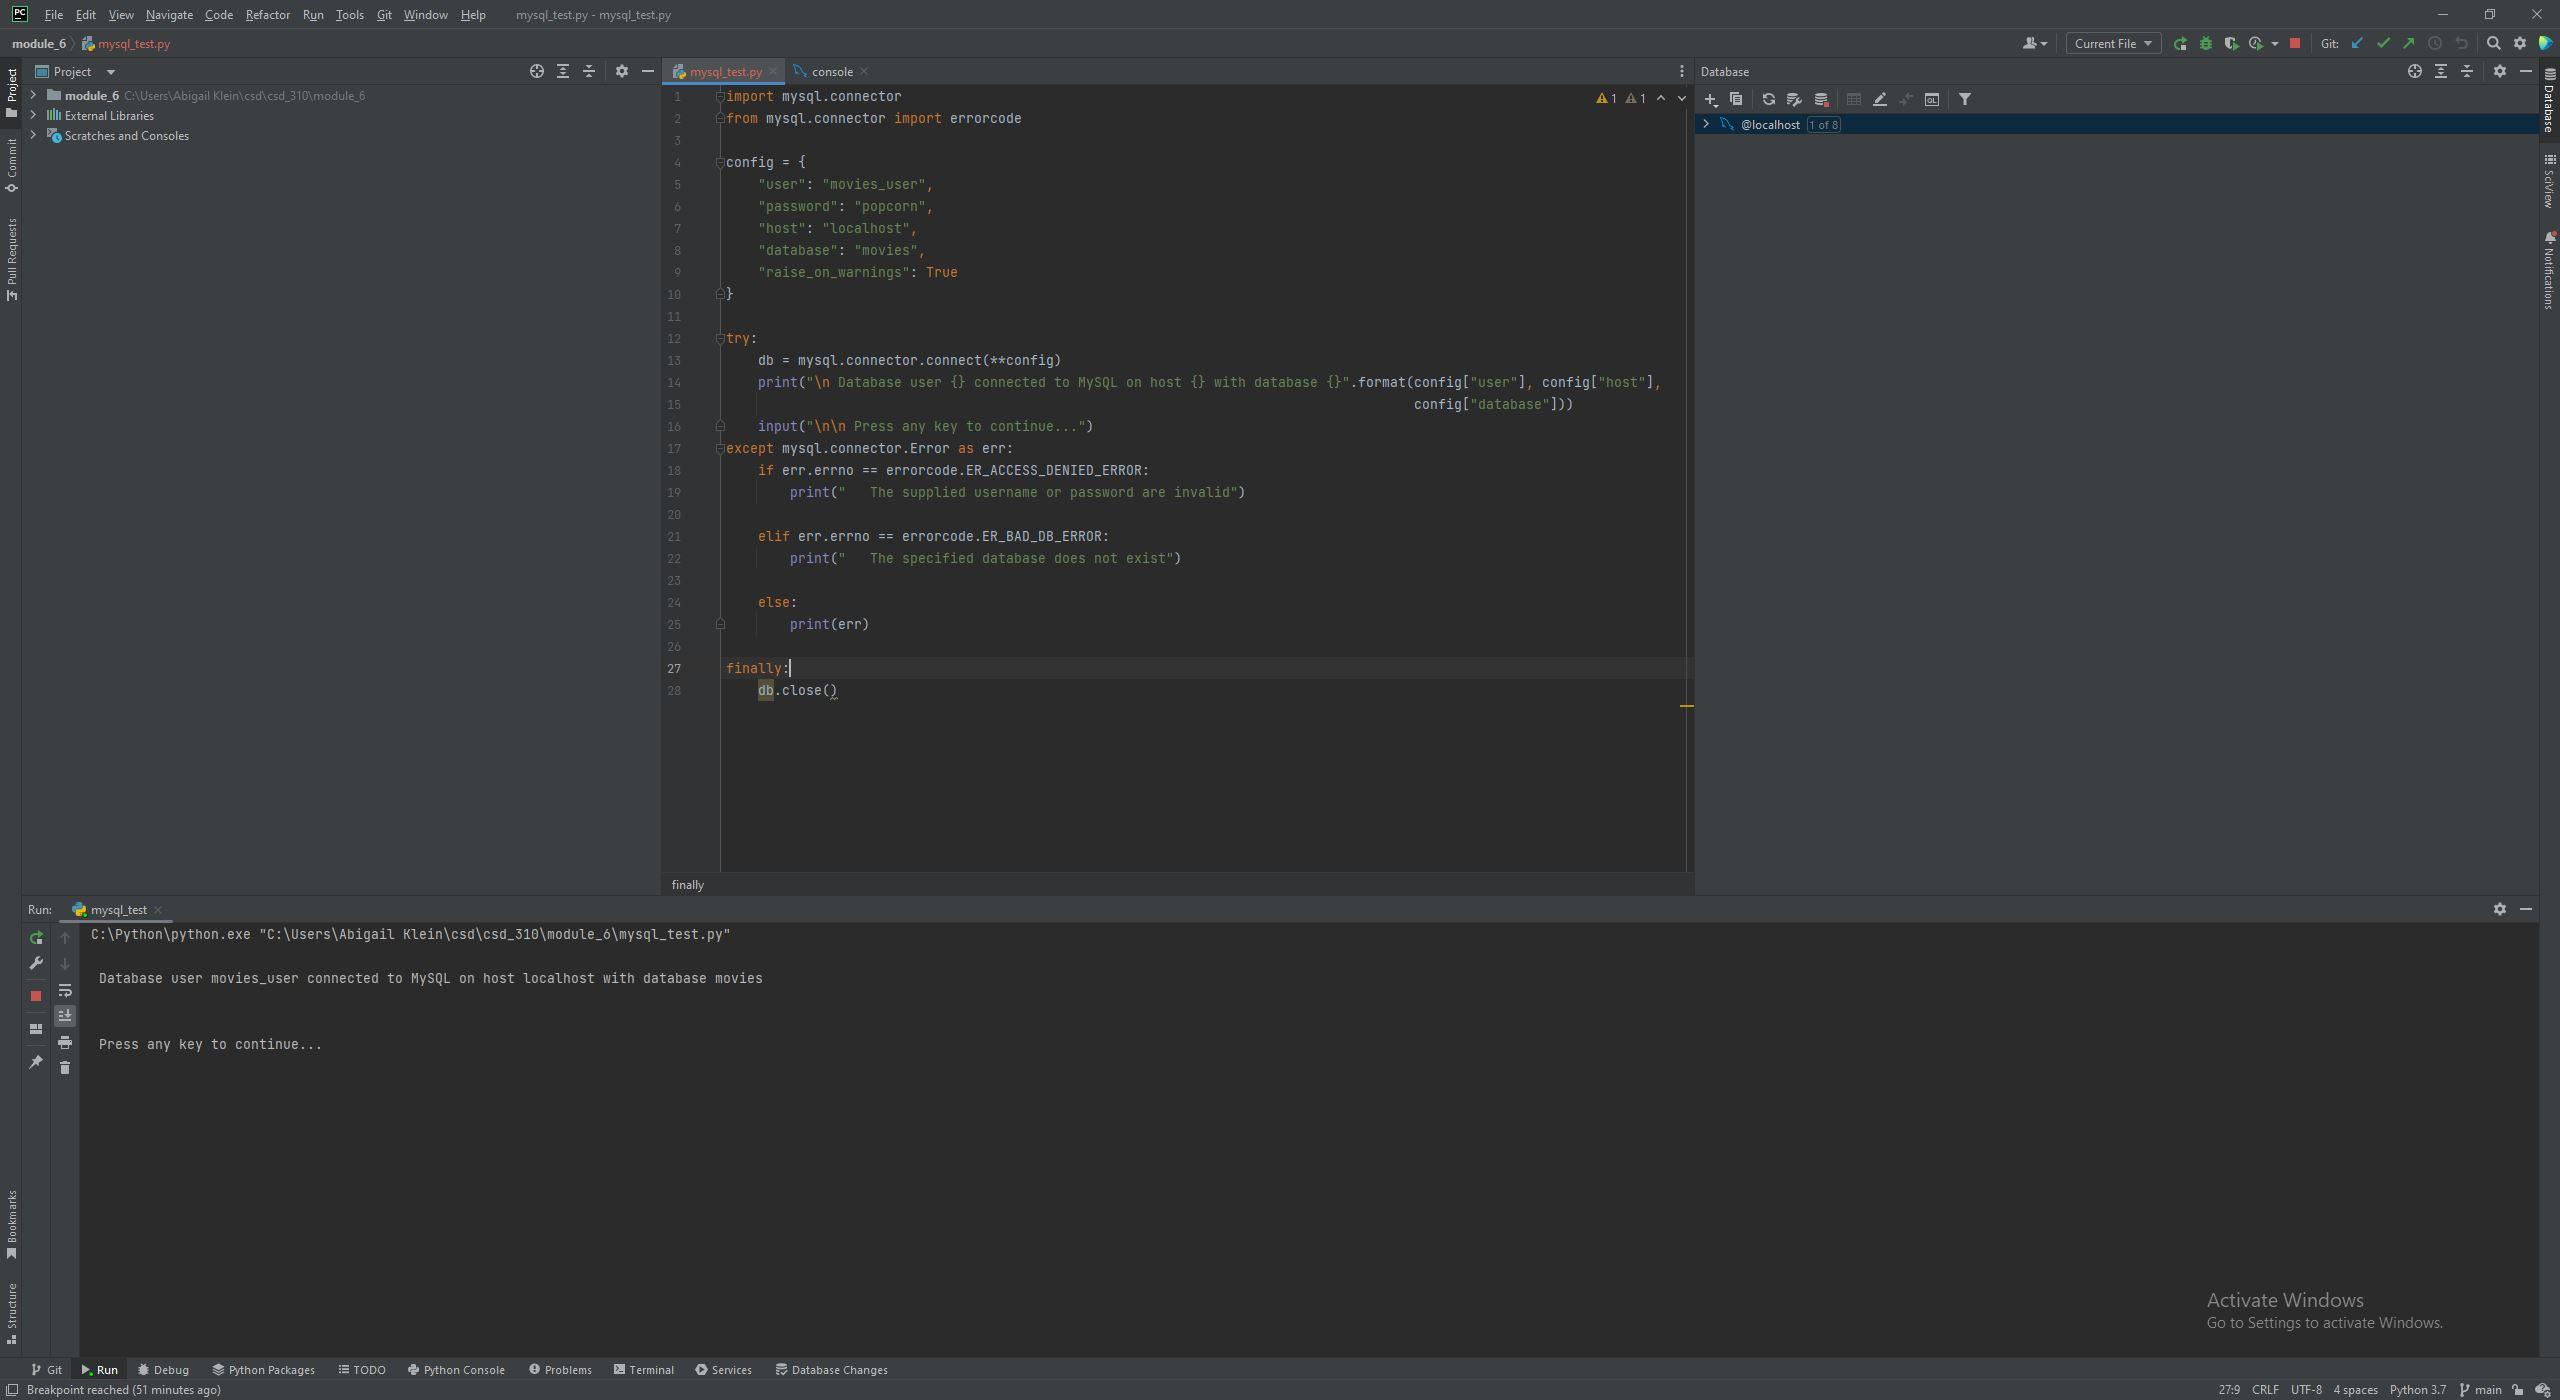 File Edit View Navigate Code Refactor Run Tools Git Window Help mysql_test.py - mysql_test.py
module_6 mysql_test.py Current File Git:
Project mysql_test.py console Database
module_6 C:\Users\Abigail Klein\csd\csd_310\module_6
External Libraries
Scratches and Consoles
@localhost 1 of 8
Project
Commit
Pull Requests
Bookmarks
Structure
Database
SciView
Notifications
1 1
1 import mysql.connector
2 from mysql.connector import errorcode
3
4 config = {
5     "user": "movies_user",
6     "password": "popcorn",
7     "host": "localhost",
8     "database": "movies",
9     "raise_on_warnings": True
10 }
11
12 try:
13     db = mysql.connector.connect(**config)
14     print("\n Database user {} connected to MySQL on host {} with database {}".format(config["user"], config["host"],
15     config["database"]))
16     input("\n\n Press any key to continue...")
17 except mysql.connector.Error as err:
18     if err.errno == errorcode.ER_ACCESS_DENIED_ERROR:
19         print("   The supplied username or password are invalid")
20
21     elif err.errno == errorcode.ER_BAD_DB_ERROR:
22         print("   The specified database does not exist")
23
24     else:
25         print(err)
26
27 finally:
28     db.close()
finally
Run: mysql_test
C:\Python\python.exe "C:\Users\Abigail Klein\csd\csd_310\module_6\mysql_test.py"
Database user movies_user connected to MySQL on host localhost with database movies
Press any key to continue...
Activate Windows
Go to Settings to activate Windows.
Git Run Debug Python Packages TODO Python Console Problems Terminal Services Database Changes
Breakpoint reached (51 minutes ago) 27:9 CRLF UTF-8 4 spaces Python 3.7 main